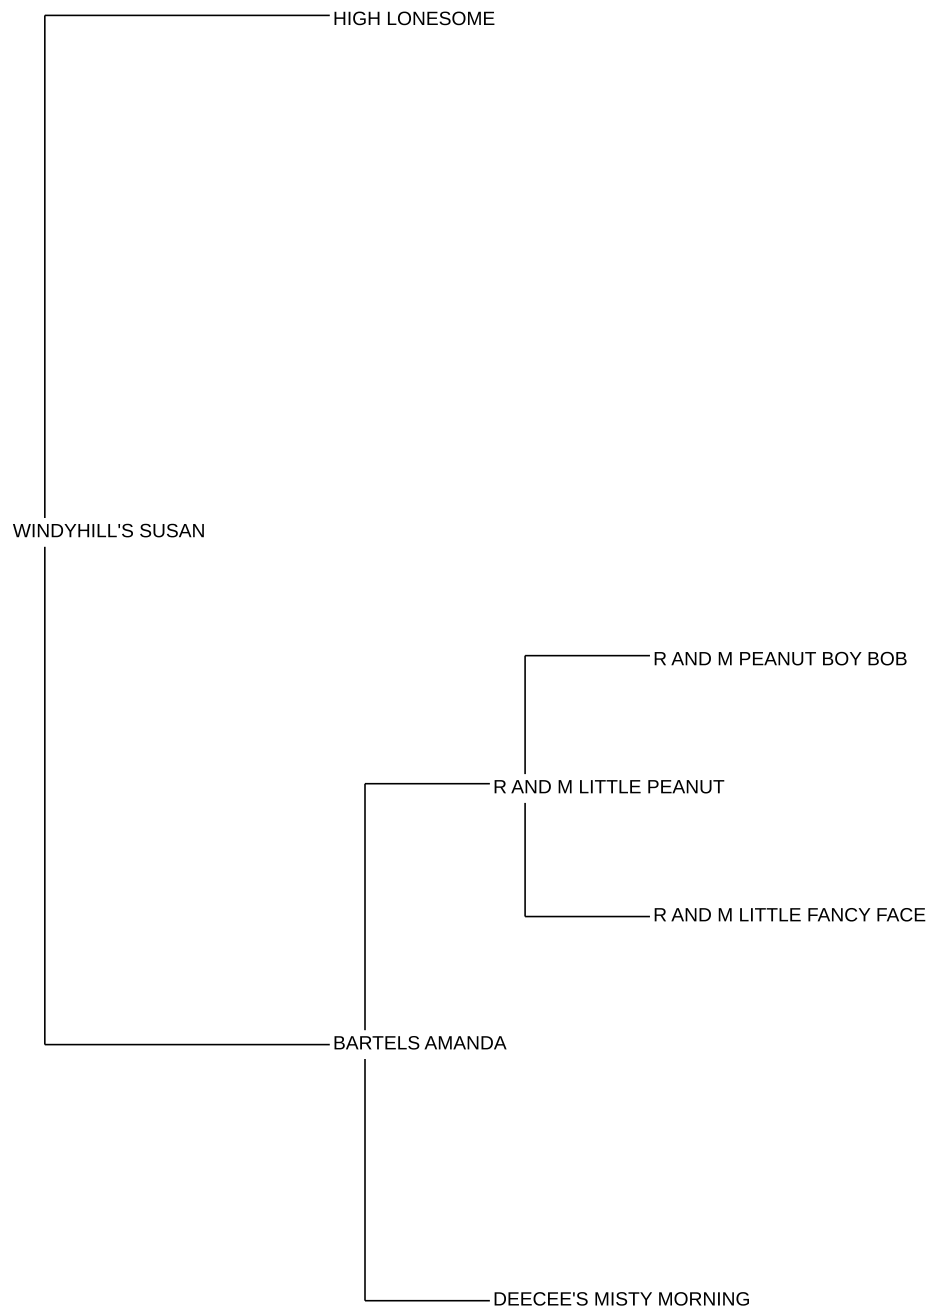 HIGH LONESOME
WINDYHILL'S SUSAN
R AND M PEANUT BOY BOB
R AND M LITTLE PEANUT
R AND M LITTLE FANCY FACE
BARTELS AMANDA
DEECEE'S MISTY MORNING